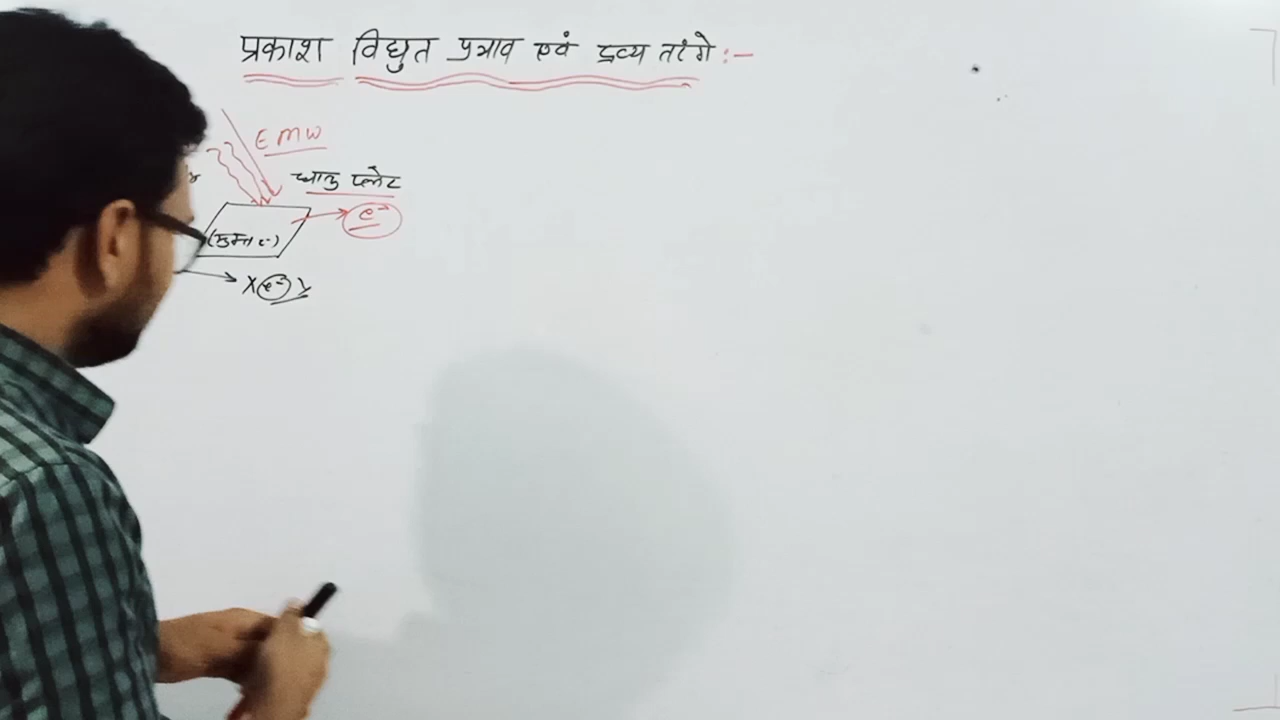 प्रकाश विद्युत प्रभाव एवं द्रव्य तरंगे :-
EMW
धातु प्लेट
e-
(मुक्त e-)
X e-